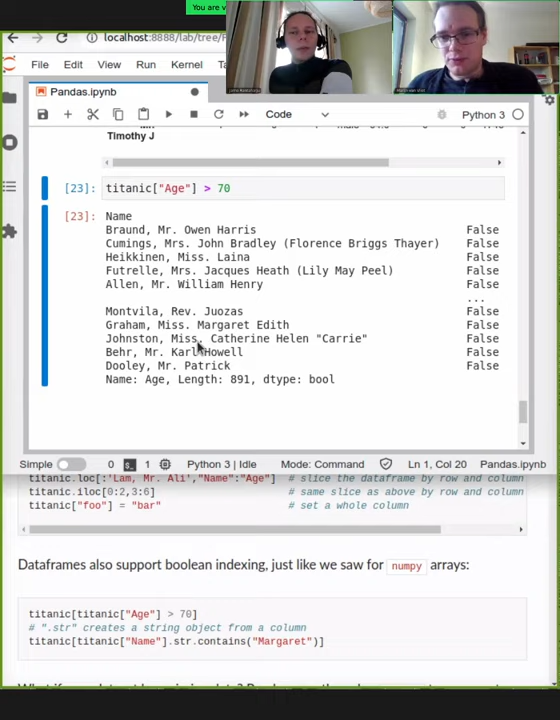 You are v
localhost:8888/lab/tree/
File Edit View Run Kernel
Pandas.ipynb
Code Python 3
Timothy J
[23]: titanic["Age"] > 70
[23]: Name
Braund, Mr. Owen Harris False
Cumings, Mrs. John Bradley (Florence Briggs Thayer) False
Heikkinen, Miss. Laina False
Futrelle, Mrs. Jacques Heath (Lily May Peel) False
Allen, Mr. William Henry False
...
Montvila, Rev. Juozas False
Graham, Miss. Margaret Edith False
Johnston, Miss. Catherine Helen "Carrie" False
Behr, Mr. Karl Howell False
Dooley, Mr. Patrick False
Name: Age, Length: 891, dtype: bool
Simple 0 1 Python 3 | Idle Mode: Command Ln 1, Col 20 Pandas.ipynb
titanic.loc[:'Lam, Mr. Ali',"Name":"Age"] # slice the dataframe by row and column
titanic.iloc[0:2,3:6] # same slice as above by row and column
titanic["foo"] = "bar" # set a whole column
Dataframes also support boolean indexing, just like we saw for numpy arrays:
titanic[titanic["Age"] > 70]
# ".str" creates a string object from a column
titanic[titanic["Name"].str.contains("Margaret")]